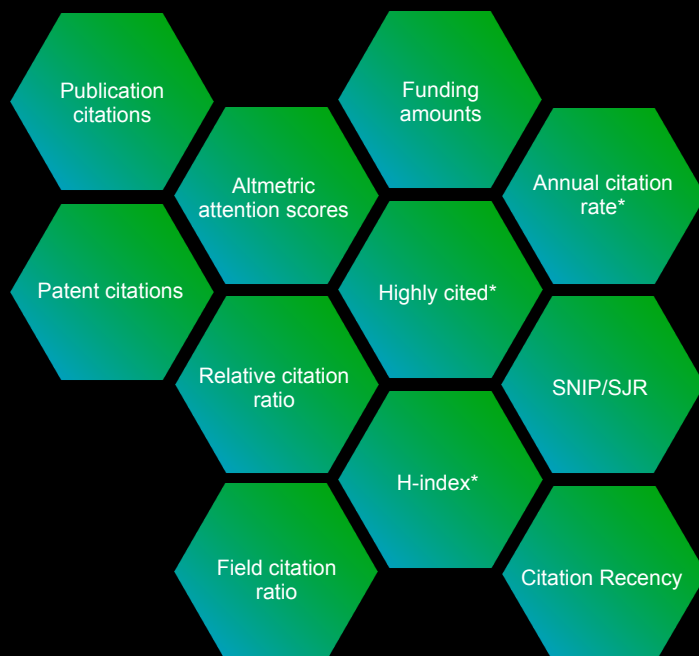 Publication
citations
Funding
amounts
Altmetric
attention scores
Annual citation
rate*
Patent citations
Highly cited*
Relative citation
ratio
SNIP/SJR
H-index*
Field citation
ratio
Citation Recency